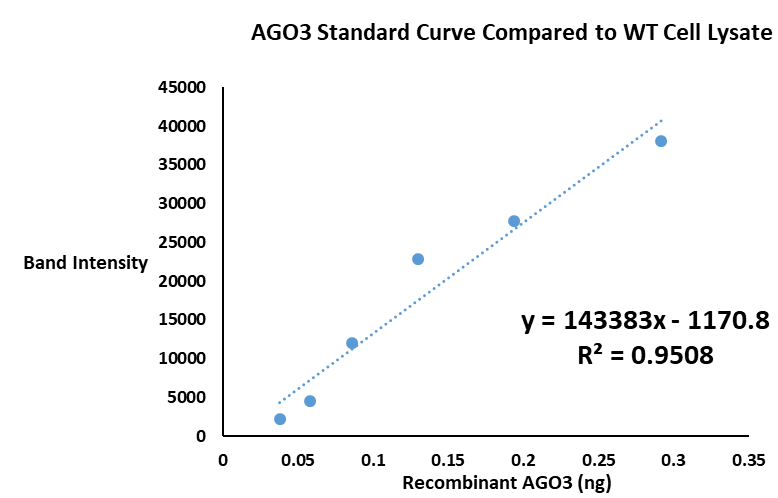 AGO3 Standard Curve Compared to WT Cell Lysate
45000
40000
35000
30000
25000
20000
15000
10000
5000
0
Band Intensity
y = 143383x - 1170.8
R² = 0.9508
0 0.05 0.1 0.15 0.2 0.25 0.3 0.35
Recombinant AGO3 (ng)